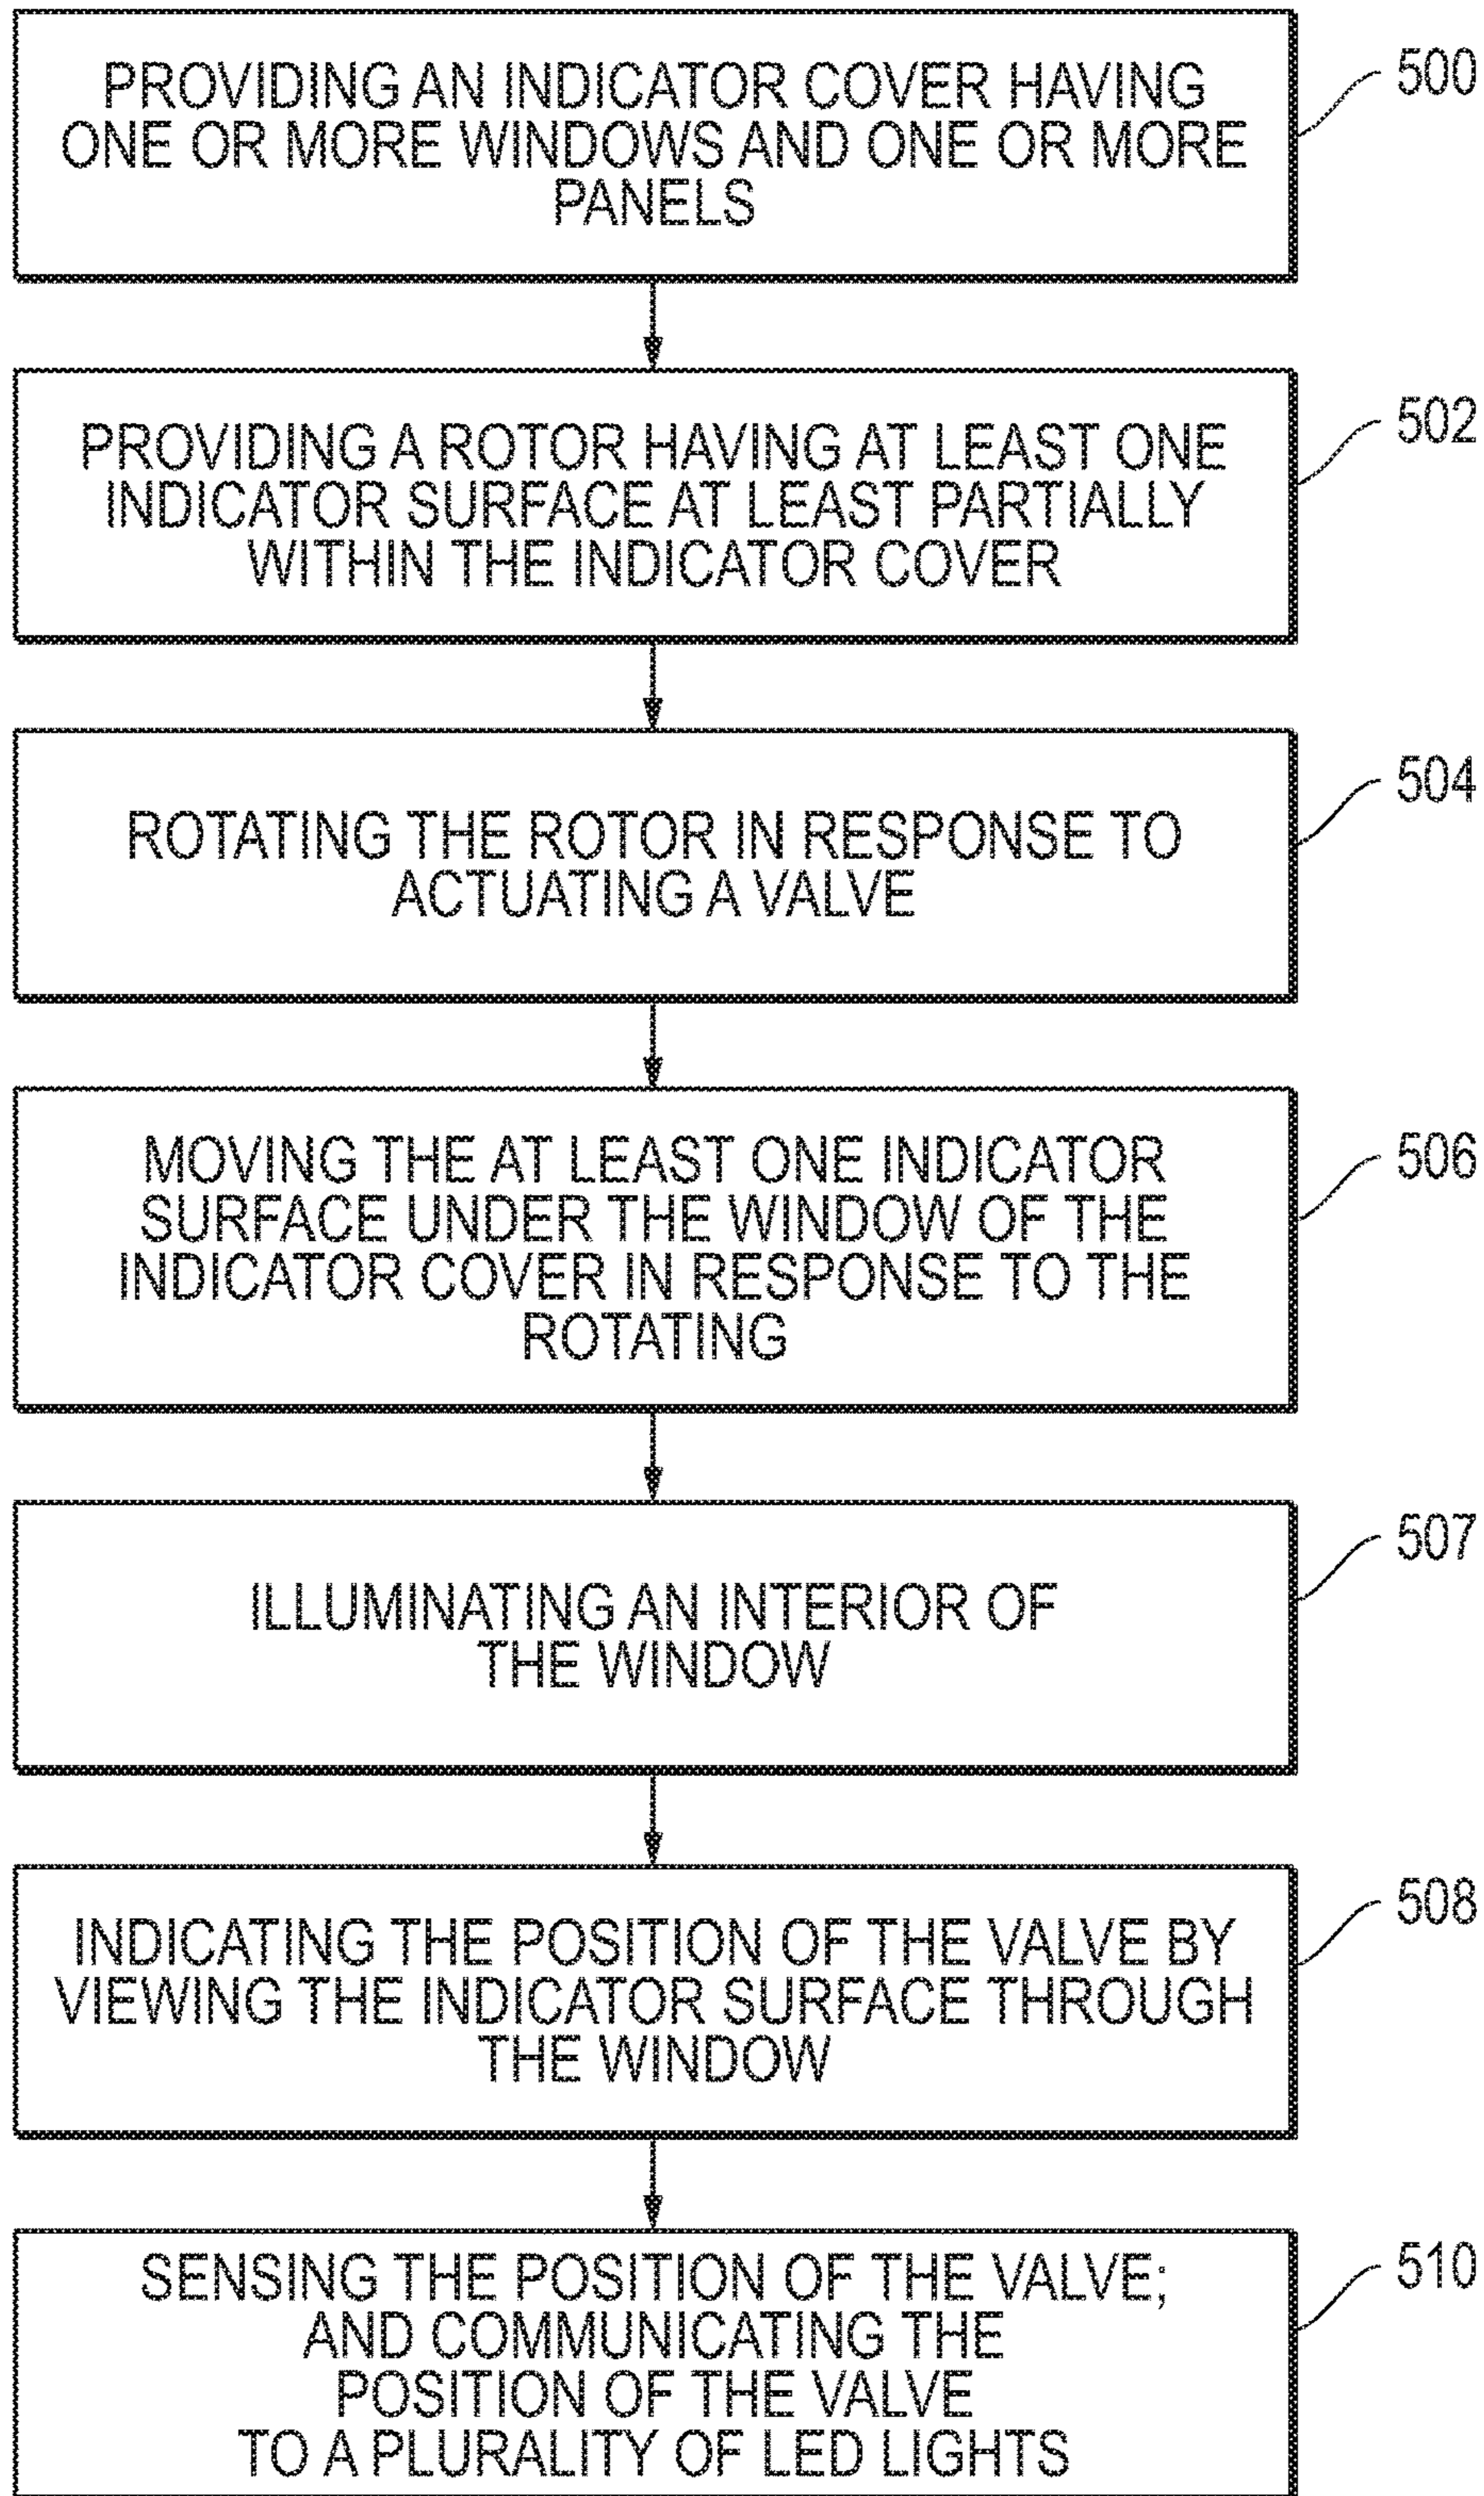 PROVIDING AN INDICATOR COVER HAVING
ONE OR MORE WINDOWS AND ONE OR MORE
PANELS
500
PROVIDING A ROTOR HAVING AT LEAST ONE
INDICATOR SURFACE AT LEAST PARTIALLY
WITHIN THE INDICATOR COVER
502
ROTATING THE ROTOR IN RESPONSE TO
ACTUATING A VALVE
504
MOVING THE AT LEAST ONE INDICATOR
SURFACE UNDER THE WINDOW OF THE
INDICATOR COVER IN RESPONSE TO THE
ROTATING
506
ILLUMINATING AN INTERIOR OF
THE WINDOW
507
INDICATING THE POSITION OF THE VALVE BY
VIEWING THE INDICATOR SURFACE THROUGH
THE WINDOW
508
SENSING THE POSITION OF THE VALVE;
AND COMMUNICATING THE
POSITION OF THE VALVE
TO A PLURALITY OF LED LIGHTS
510